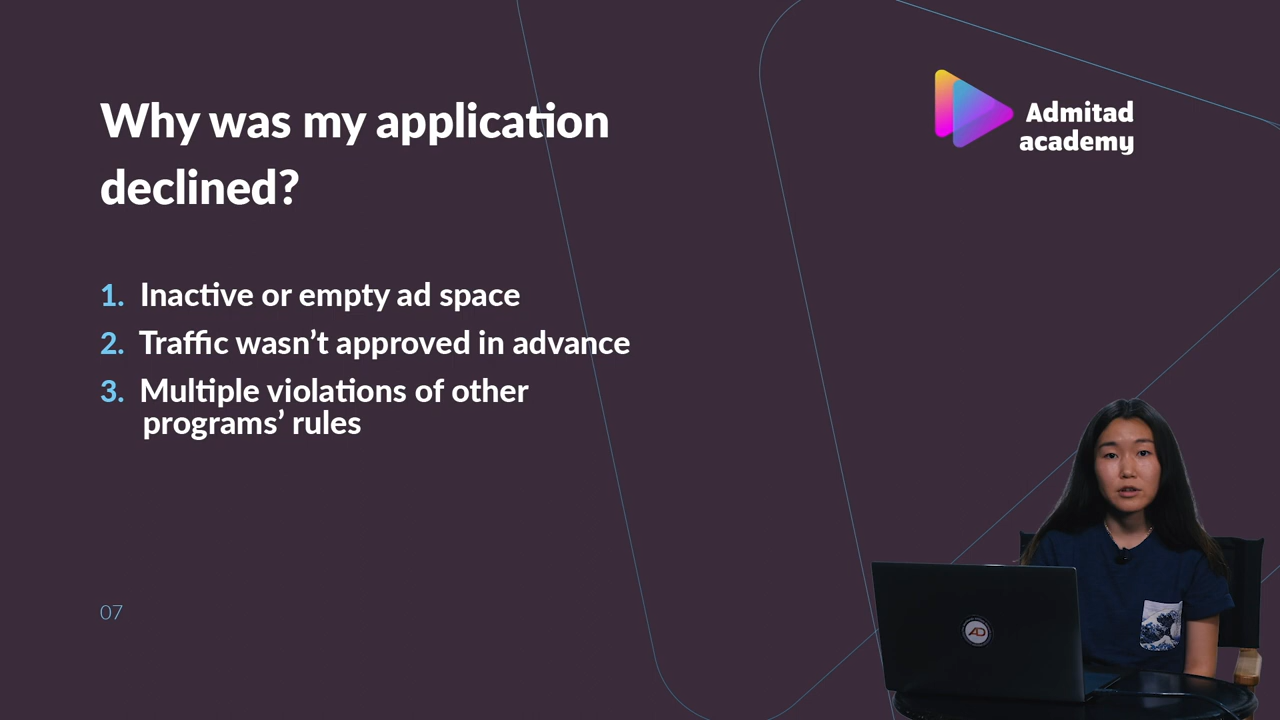 Why was my application
declined?
Admitad
academy
1. Inactive or empty ad space
2. Traffic wasn’t approved in advance
3. Multiple violations of other
programs’ rules
07
AD